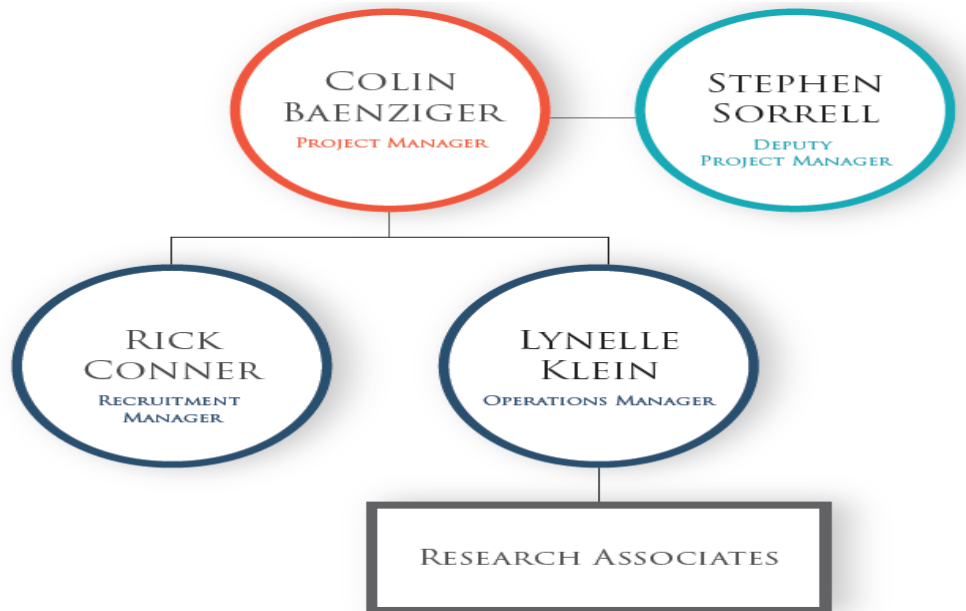 Colin
Baenziger
Project Manager
Stephen
Sorrell
Deputy
Project Manager
Rick
Conner
Recruitment
Manager
Lynelle
Klein
Operations Manager
Research Associates